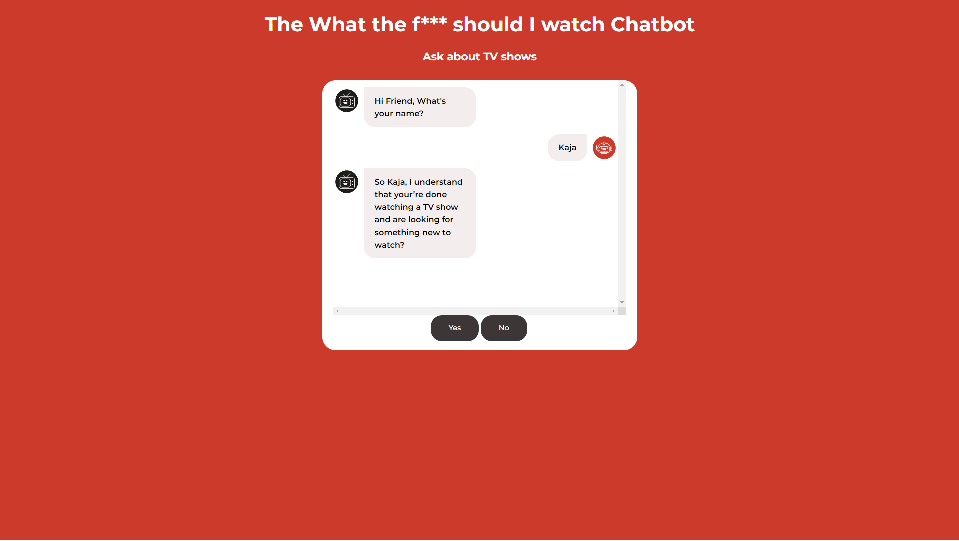 The What the f*** should I watch Chatbot
Ask about TV shows
Hi Friend, What's
your name?
Kaja
So Kaja, I understand
that your're done
watching a TV show
and are looking for
something new to
watch?
Yes
No